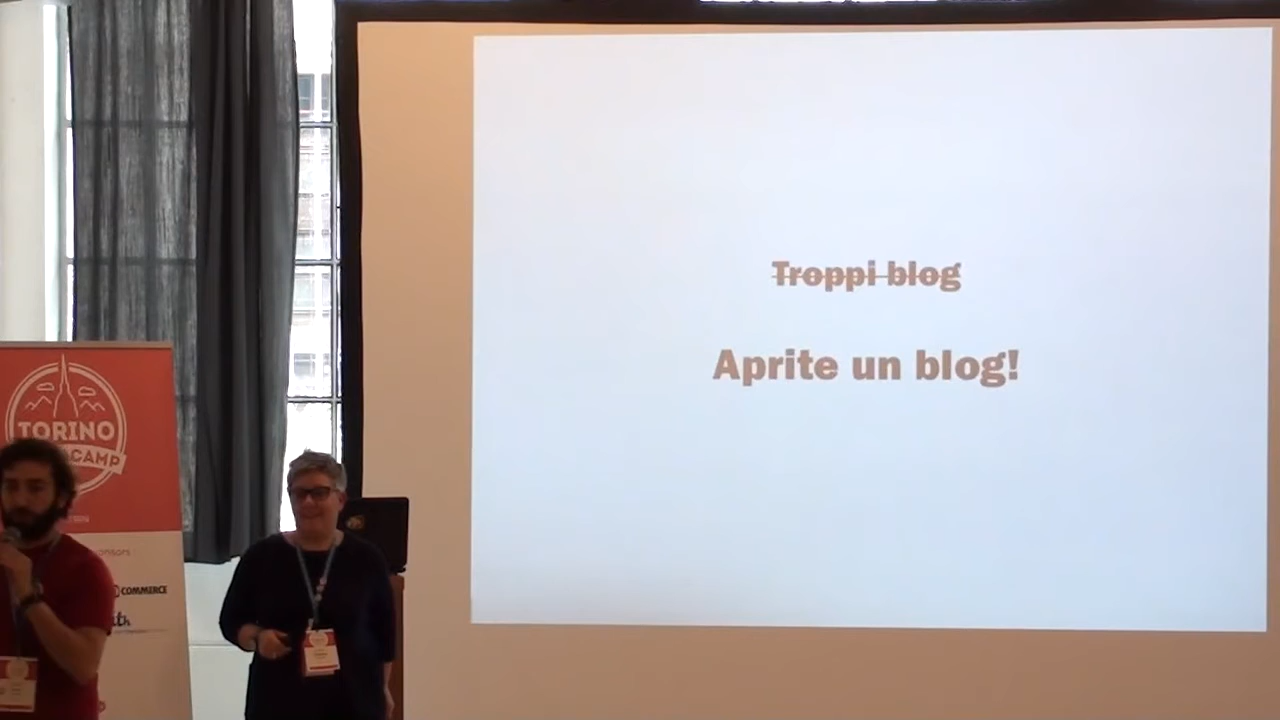 Troppi blog
Aprite un blog!
TORINO
CAMP
COMMERCE